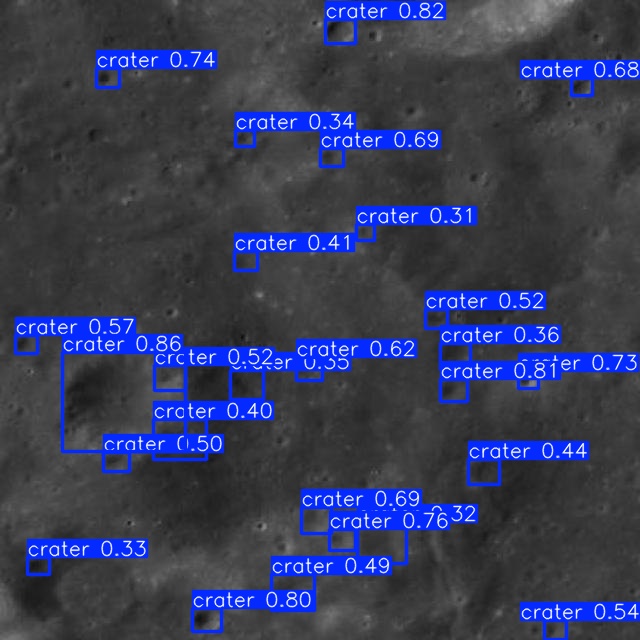 crater 0.82
crater 0.74
crater 0.68
crater 0.34
crater 0.69
crater 0.31
crater 0.41
crater 0.52
crater 0.57
crater 0.36
crater 0.86
crater 0.62
crater 0.52
0.73
crater 0.81
crater 0.40
0.50
crater 0.44
crater 0.69
crater 0.76
crater 0.33
crater 0.49
crater 0.80
crater 0.54